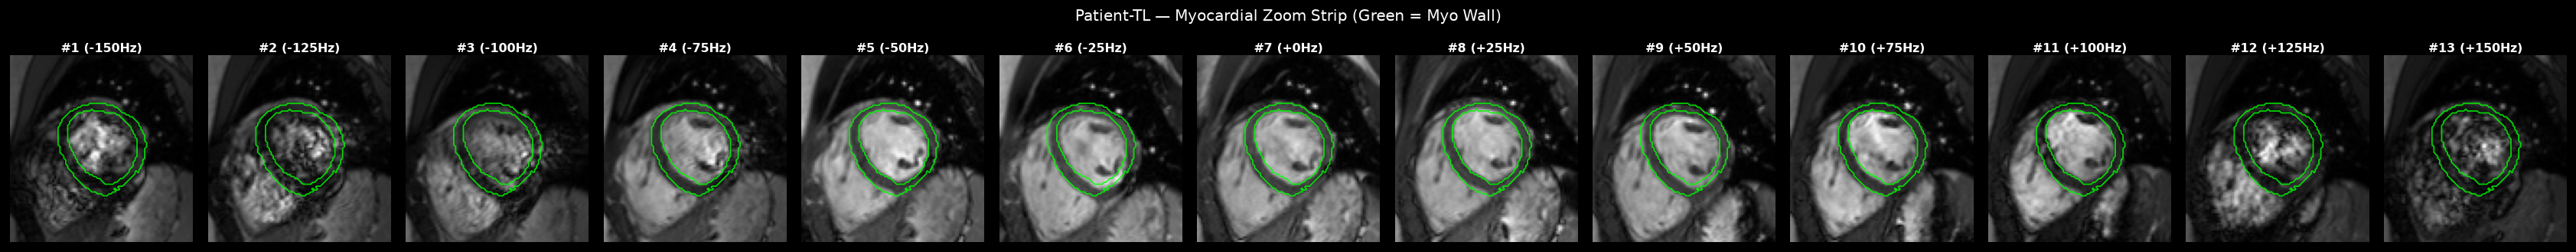 Patient-TL — Myocardial Zoom Strip (Green = Myo Wall)
#1 (-150Hz)
#2 (-125Hz)
#3 (-100Hz)
#4 (-75Hz)
#5 (-50Hz)
#6 (-25Hz)
#7 (+0Hz)
#8 (+25Hz)
#9 (+50Hz)
#10 (+75Hz)
#11 (+100Hz)
#12 (+125Hz)
#13 (+150Hz)